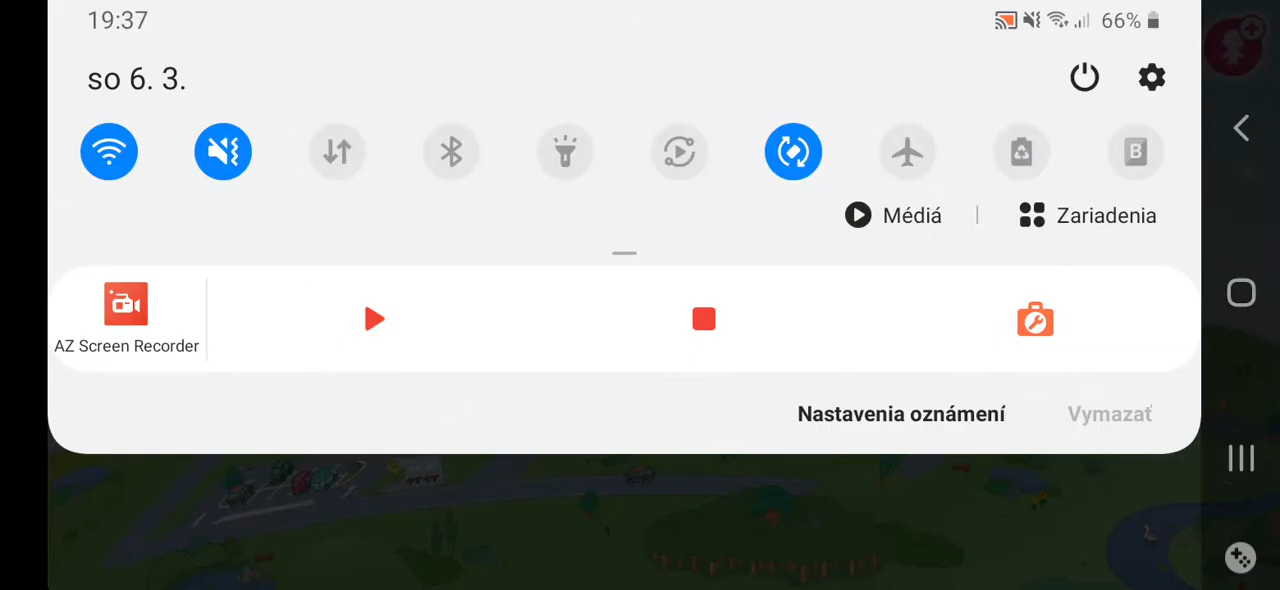 19:37
66%
so 6. 3.
B
Médiá
Zariadenia
AZ Screen Recorder
Nastavenia oznámení
Vymazať